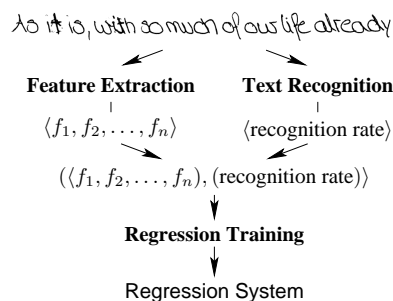 As it is, with so much of our life already
Feature Extraction Text Recognition
⟨f₁, f₂, . . . , fₙ⟩ ⟨recognition rate⟩
(⟨f₁, f₂, . . . , fₙ), (recognition rate)⟩
Regression Training
Regression System